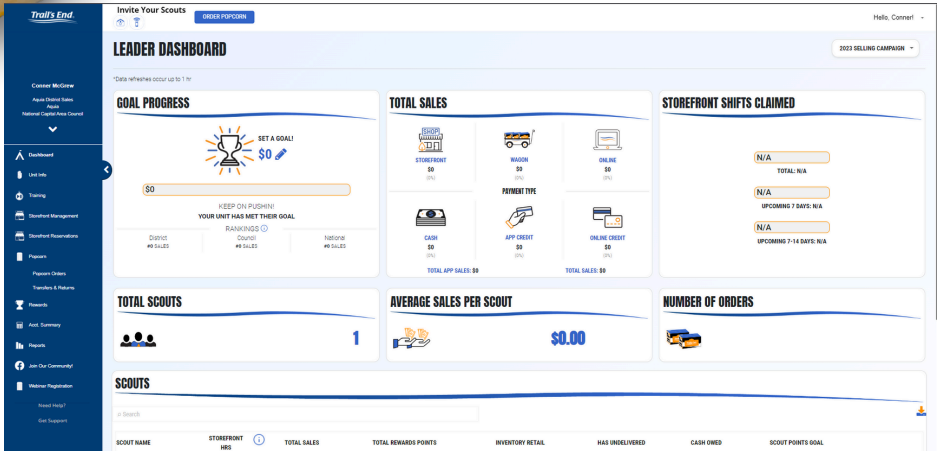 Trail's End.
Conner McGrew
Aquia District Sales
Aquia
National Capital Area Council
Dashboard
Unit Info
Training
Storefront Management
Storefront Reservations
Popcorn
Popcorn Orders
Transfers & Returns
Rewards
Acct. Summary
Reports
Join Our Community!
Webinar Registration
Need Help?
Get Support
Invite Your Scouts
ORDER POPCORN
Hello, Conner!
LEADER DASHBOARD
2023 SELLING CAMPAIGN
*Data refreshes occur up to 1 hr
GOAL PROGRESS
SET A GOAL!
$0
$0
KEEP ON PUSHIN!
YOUR UNIT HAS MET THEIR GOAL
RANKINGS
District Council National
#0 SALES #0 SALES #0 SALES
TOTAL SALES
SHOP
STOREFRONT WAGON ONLINE
$0 $0 $0
(0%) (0%) (0%)
PAYMENT TYPE
CASH APP CREDIT ONLINE CREDIT
$0 $0 $0
(0%) (0%) (0%)
TOTAL APP SALES: $0 TOTAL SALES: $0
STOREFRONT SHIFTS CLAIMED
N/A
TOTAL: N/A
N/A
UPCOMING 7 DAYS: N/A
N/A
UPCOMING 7-14 DAYS: N/A
TOTAL SCOUTS
1
AVERAGE SALES PER SCOUT
$0.00
NUMBER OF ORDERS
SCOUTS
Search
SCOUT NAME STOREFRONT HRS TOTAL SALES TOTAL REWARDS POINTS INVENTORY RETAIL HAS UNDELIVERED CASH OWED SCOUT POINTS GOAL